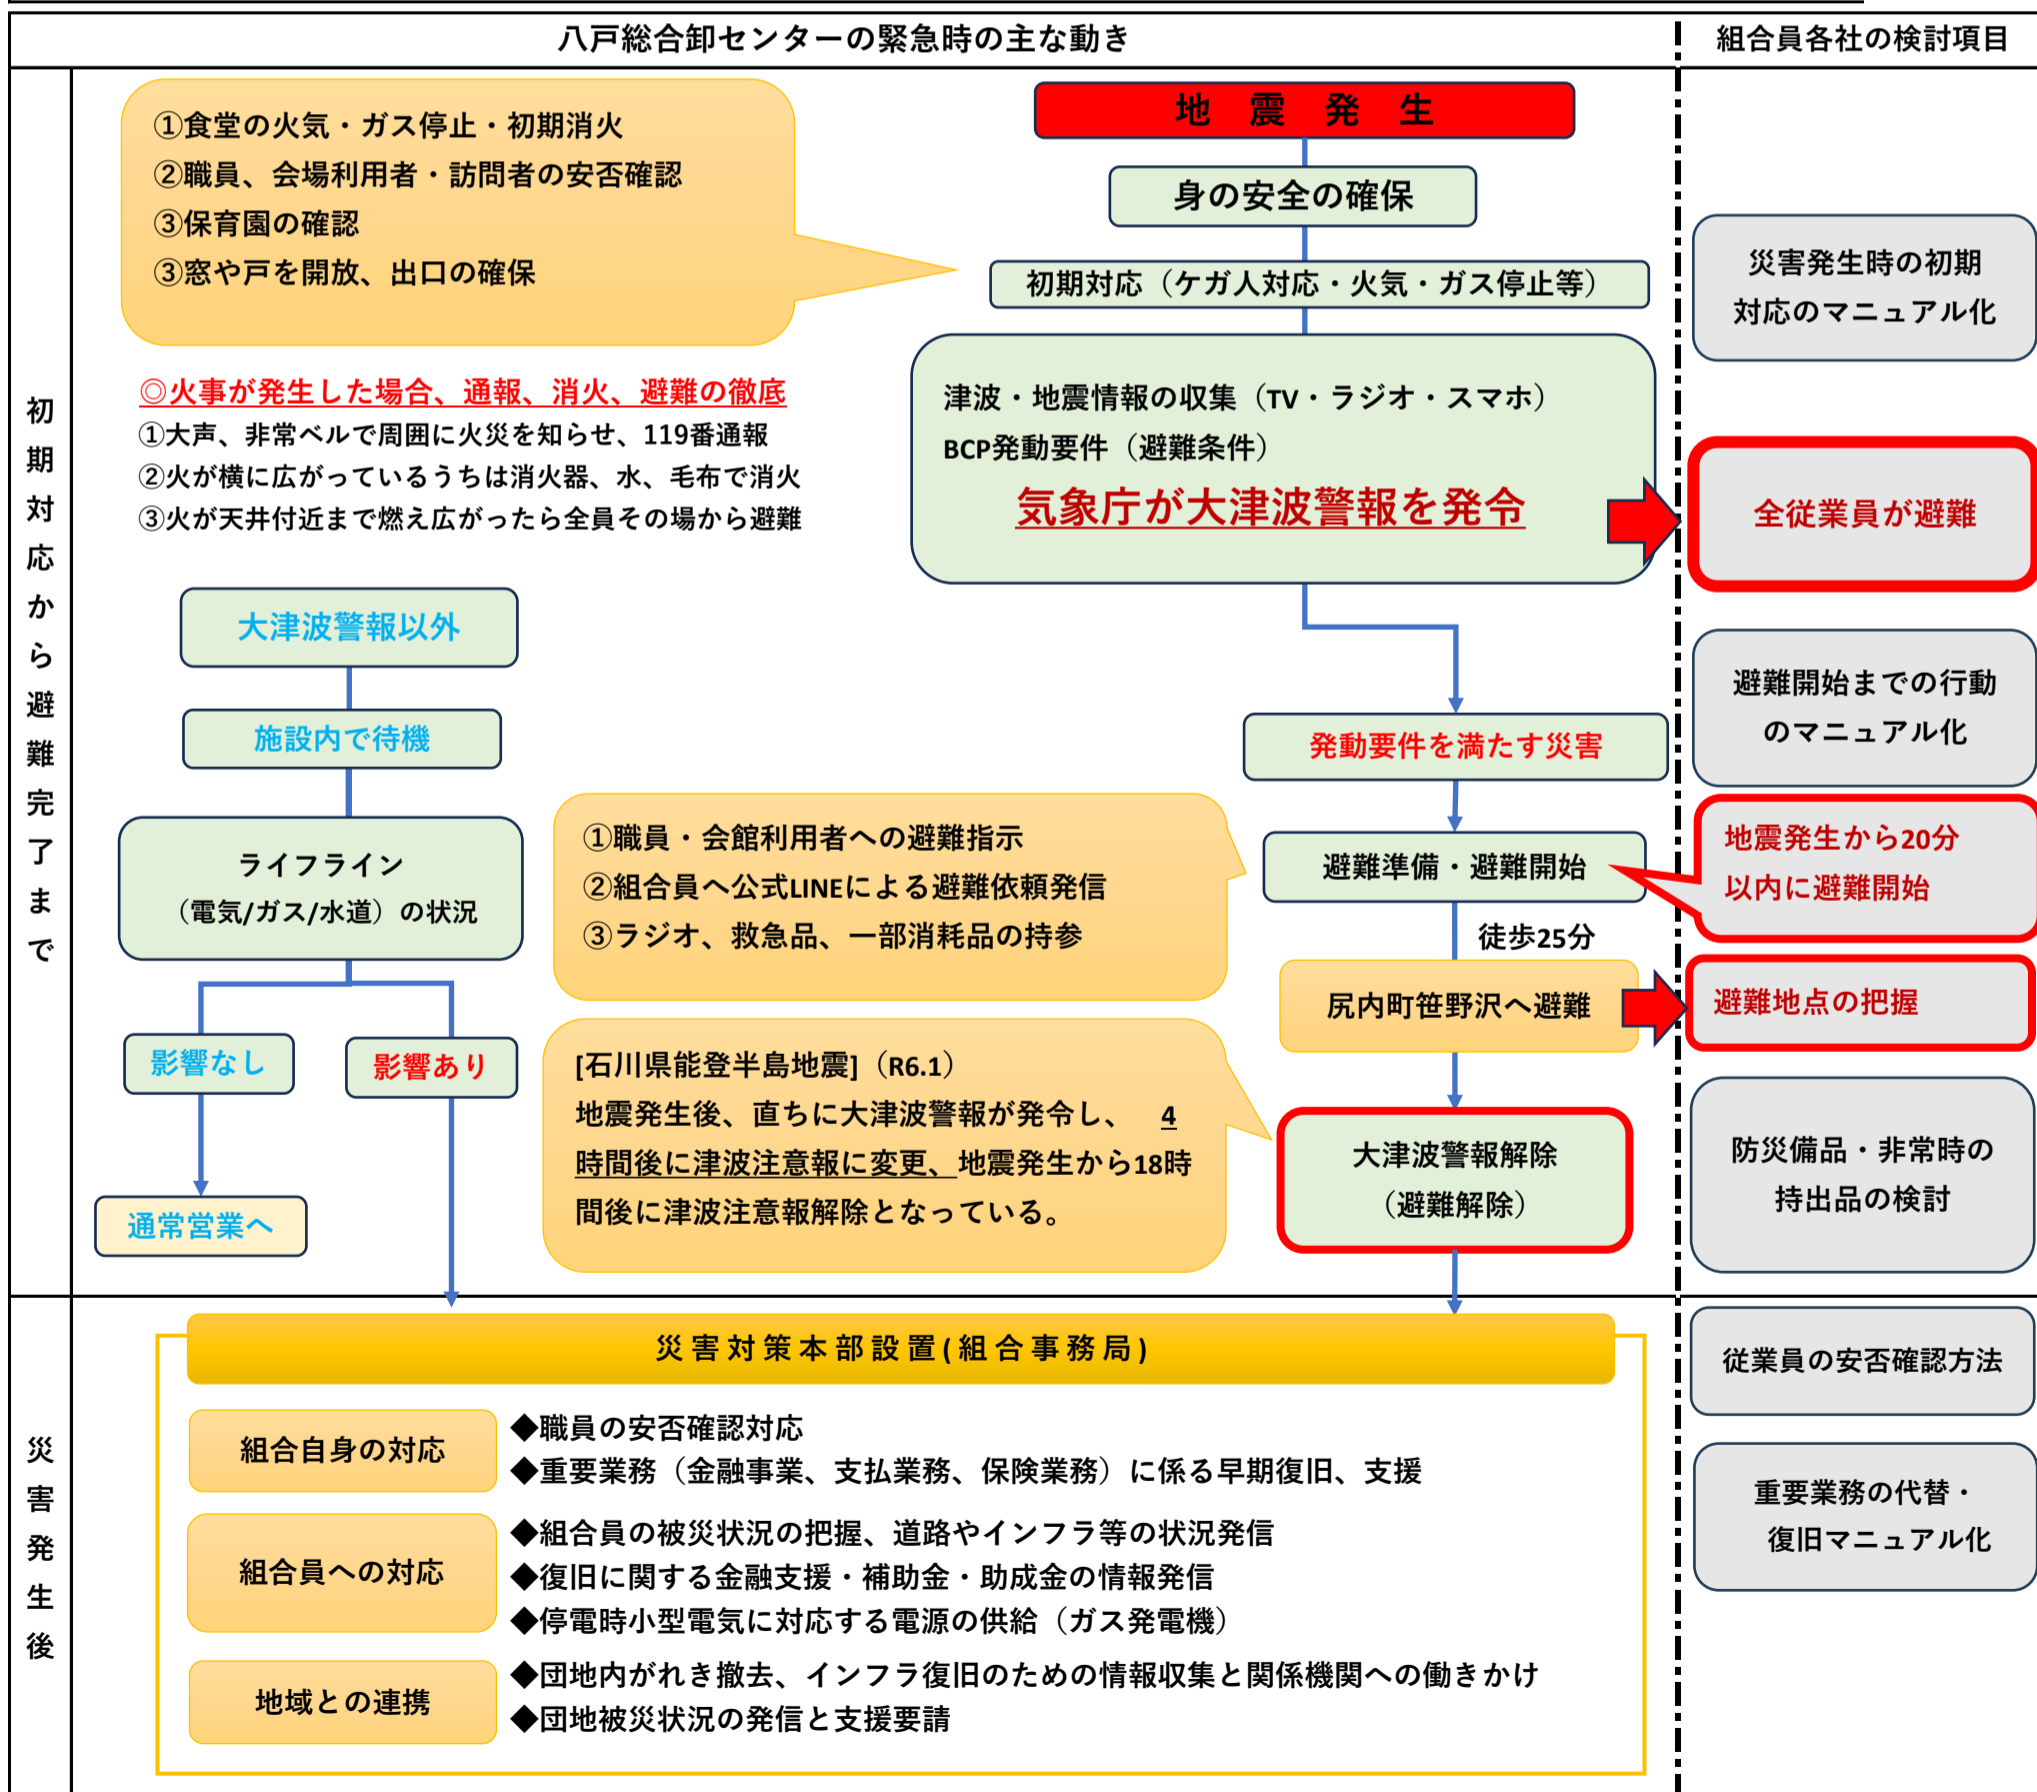 八戸総合卸センターの緊急時の主な動き
組合員各社の検討項目
初期対応から避難完了まで
①食堂の火気・ガス停止・初期消火
②職員、会場利用者・訪問者の安否確認
③保育園の確認
③窓や戸を開放、出口の確保
地 震 発 生
身の安全の確保
初期対応（ケガ人対応・火気・ガス停止等）
災害発生時の初期
対応のマニュアル化
◎火事が発生した場合、通報、消火、避難の徹底
①大声、非常ベルで周囲に火災を知らせ、119番通報
②火が横に広がっているうちは消火器、水、毛布で消火
③火が天井付近まで燃え広がったら全員その場から避難
津波・地震情報の収集（TV・ラジオ・スマホ）
BCP発動要件（避難条件）
気象庁が大津波警報を発令
全従業員が避難
大津波警報以外
施設内で待機
ライフライン
（電気/ガス/水道）の状況
影響なし
影響あり
通常営業へ
発動要件を満たす災害
避難開始までの行動
のマニュアル化
①職員・会館利用者への避難指示
②組合員へ公式LINEによる避難依頼発信
③ラジオ、救急品、一部消耗品の持参
避難準備・避難開始
地震発生から20分
以内に避難開始
徒歩25分
尻内町笹野沢へ避難
避難地点の把握
[石川県能登半島地震]（R6.1）
地震発生後、直ちに大津波警報が発令し、 4
時間後に津波注意報に変更、地震発生から18時
間後に津波注意報解除となっている。
大津波警報解除
（避難解除）
防災備品・非常時の
持出品の検討
災害発生後
災害対策本部設置(組合事務局)
組合自身の対応
◆職員の安否確認対応
◆重要業務（金融事業、支払業務、保険業務）に係る早期復旧、支援
組合員への対応
◆組合員の被災状況の把握、道路やインフラ等の状況発信
◆復旧に関する金融支援・補助金・助成金の情報発信
◆停電時小型電気に対応する電源の供給（ガス発電機）
地域との連携
◆団地内がれき撤去、インフラ復旧のための情報収集と関係機関への働きかけ
◆団地被災状況の発信と支援要請
従業員の安否確認方法
重要業務の代替・
復旧マニュアル化